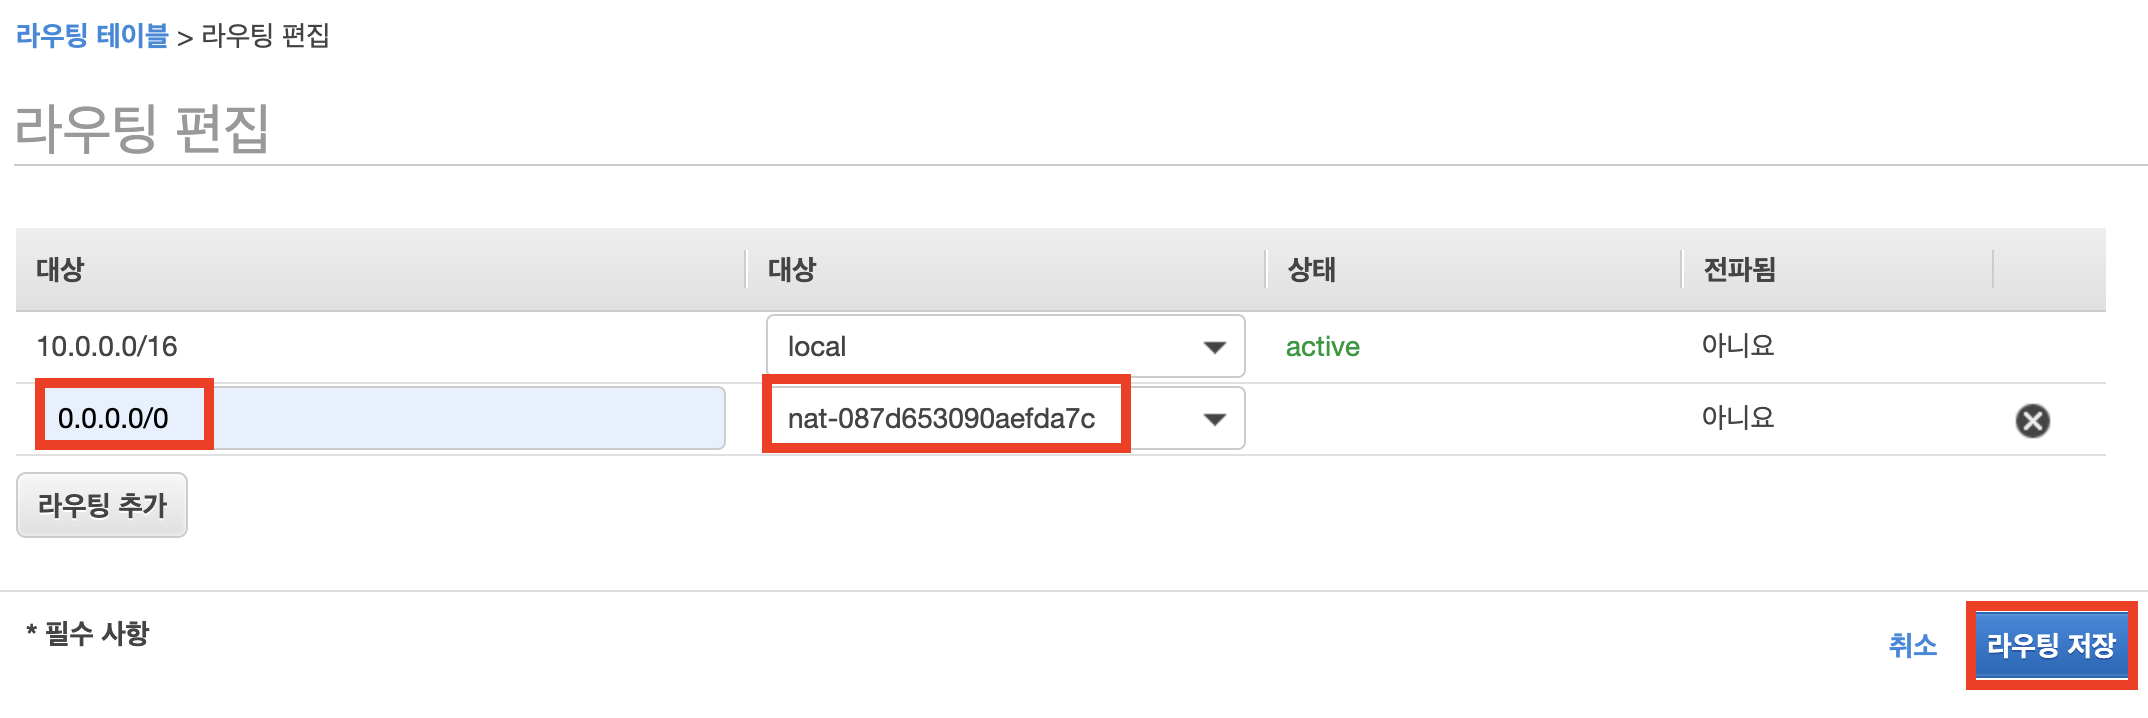 라우팅 테이블 > 라우팅 편집
라우팅 편집
대상 대상 상태 전파됨
10.0.0.0/16 local active 아니요
0.0.0.0/0 nat-087d653090aefda7c 아니요
라우팅 추가
* 필수 사항
취소 라우팅 저장